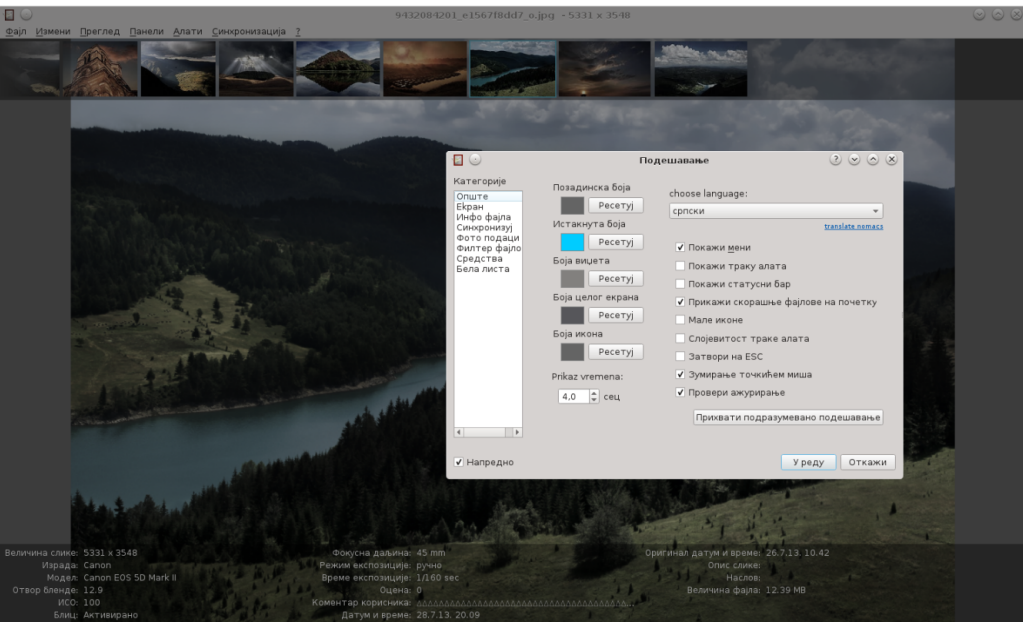 9432084201_e1567f8dd7_o.jpg - 5331 x 3548
Фајл Измени Преглед Панели Алати Синхронизација ?
Подешавање
Категорије
Опште
Екран
Инфо фајла
Синхронизуј
Фото подаци
Филтер фајло
Средства
Бела листа
Напредно
Позадинска боја
Ресетуј
Истакнута боја
Ресетуј
Боја виџета
Ресетуј
Боја целог екрана
Ресетуј
Боја икона
Ресетуј
Prikaz vremena:
4,0 сец
choose language:
српски
translate nomacs
Покажи мени
Покажи траку алата
Покажи статусни бар
Прикажи скорашње фајлове на почетку
Мале иконе
Слојевитост траке алата
Затвори на ESC
Зумирање точкићем миша
Провери ажурирање
Прихвати подразумевано подешавање
У реду Откажи
Величина слике: 5331 x 3548
Израда: Canon
Модел: Canon EOS 5D Mark II
Отвор бленде: 12.9
ИСО: 100
Блиц: Активирано
Фокусна даљина: 45 mm
Режим експозиције: ручно
Време експозиције: 1/160 sec
Оцена: 0
Коментар корисника:
Датум и време: 28.7.13. 20.09
Оригинал датум и време: 26.7.13. 10.42
Опис слике:
Наслов:
Величина фајла: 12.39 MB